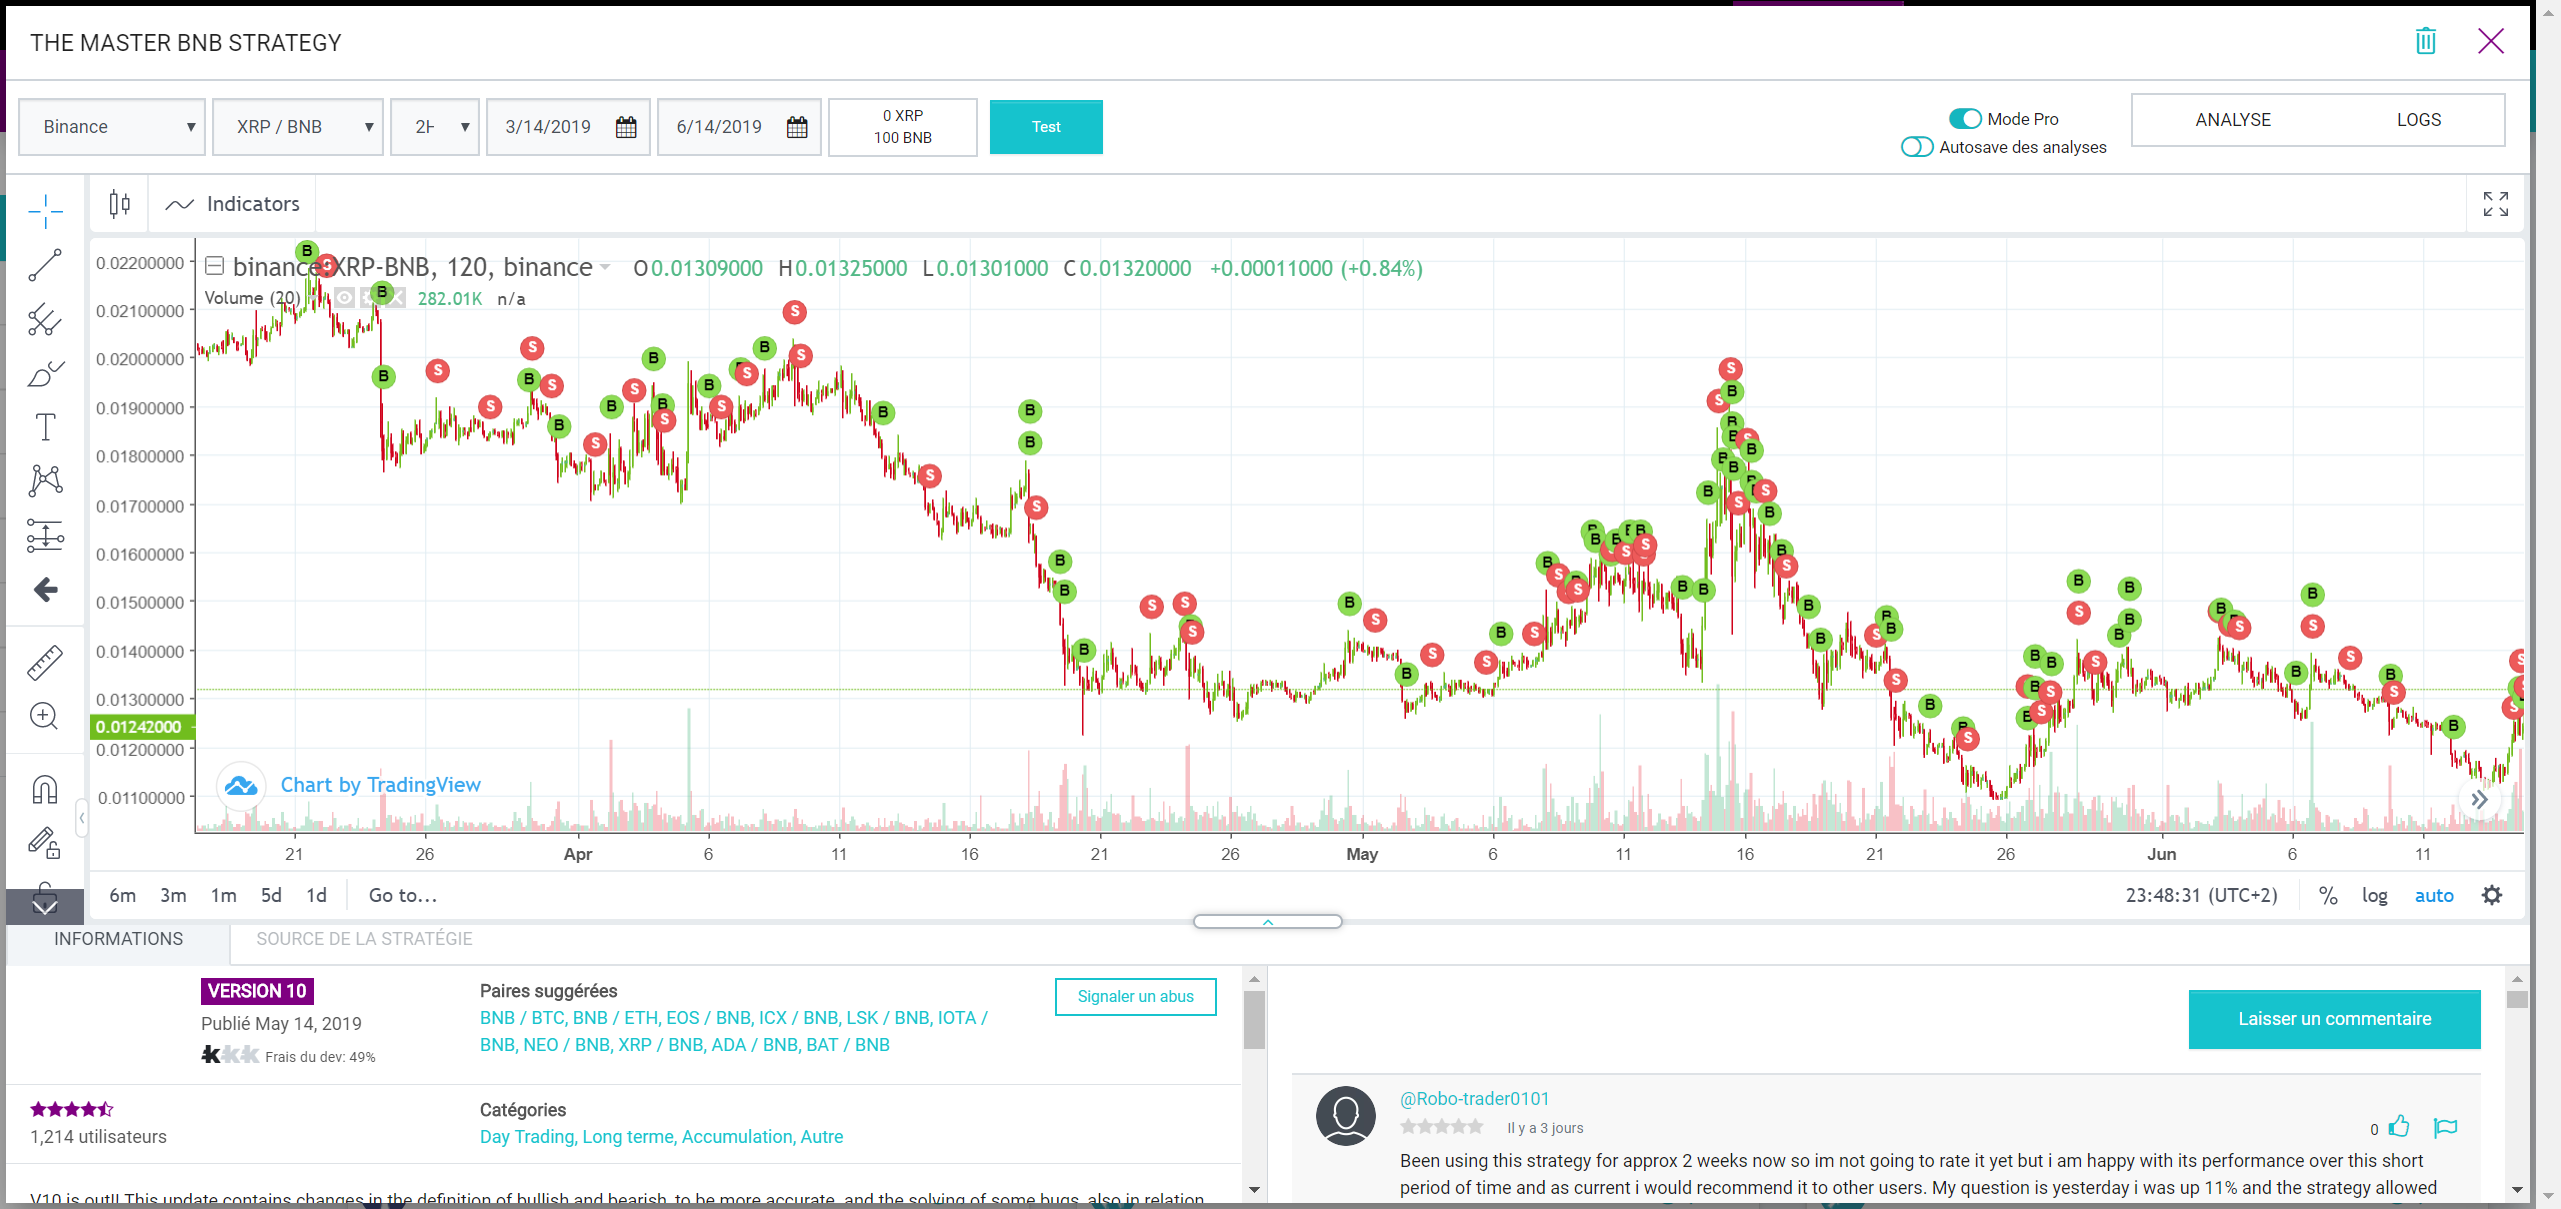 THE MASTER BNB STRATEGY
Binance
XRP / BNB
2H
3/14/2019
6/14/2019
0 XRP
100 BNB
Test
Mode Pro
Autosave des analyses
ANALYSE
LOGS
Indicators
binance:XRP-BNB, 120, binance
O0.01309000 H0.01325000 L0.01301000 C0.01320000 +0.00011000 (+0.84%)
Volume (20) 282.01K n/a
0.02200000
0.02100000
0.02000000
0.01900000
0.01800000
0.01700000
0.01600000
0.01500000
0.01400000
0.01300000
0.01242000
0.01200000
0.01100000
Chart by TradingView
21 26 Apr 6 11 16 21 26 May 6 11 16 21 26 Jun 6 11
6m 3m 1m 5d 1d Go to...
23:48:31 (UTC+2) % log auto
INFORMATIONS
SOURCE DE LA STRATÉGIE
VERSION 10
Publié May 14, 2019
Frais du dev: 49%
Paires suggérées
BNB / BTC, BNB / ETH, EOS / BNB, ICX / BNB, LSK / BNB, IOTA /
BNB, NEO / BNB, XRP / BNB, ADA / BNB, BAT / BNB
Signaler un abus
1,214 utilisateurs
Catégories
Day Trading, Long terme, Accumulation, Autre
V10 is out!! This update contains changes in the definition of bullish and bearish, to be more accurate, and the solving of some bugs, also in relation
Laisser un commentaire
@Robo-trader0101
Il y a 3 jours
0
Been using this strategy for approx 2 weeks now so im not going to rate it yet but i am happy with its performance over this short
period of time and as current i would recommend it to other users. My question is yesterday i was up 11% and the strategy allowed